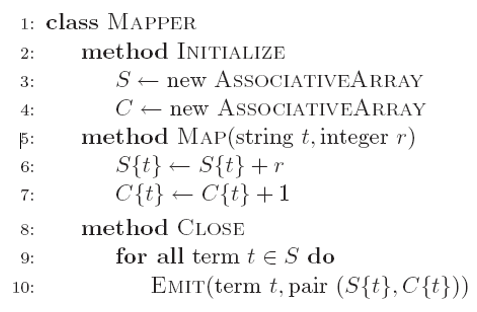 1: class MAPPER
2: method INITIALIZE
3: S ← new ASSOCIATIVEARRAY
4: C ← new ASSOCIATIVEARRAY
5: method MAP(string t, integer r)
6: S{t} ← S{t} + r
7: C{t} ← C{t} + 1
8: method CLOSE
9: for all term t ∈ S do
10: EMIT(term t, pair (S{t}, C{t}))